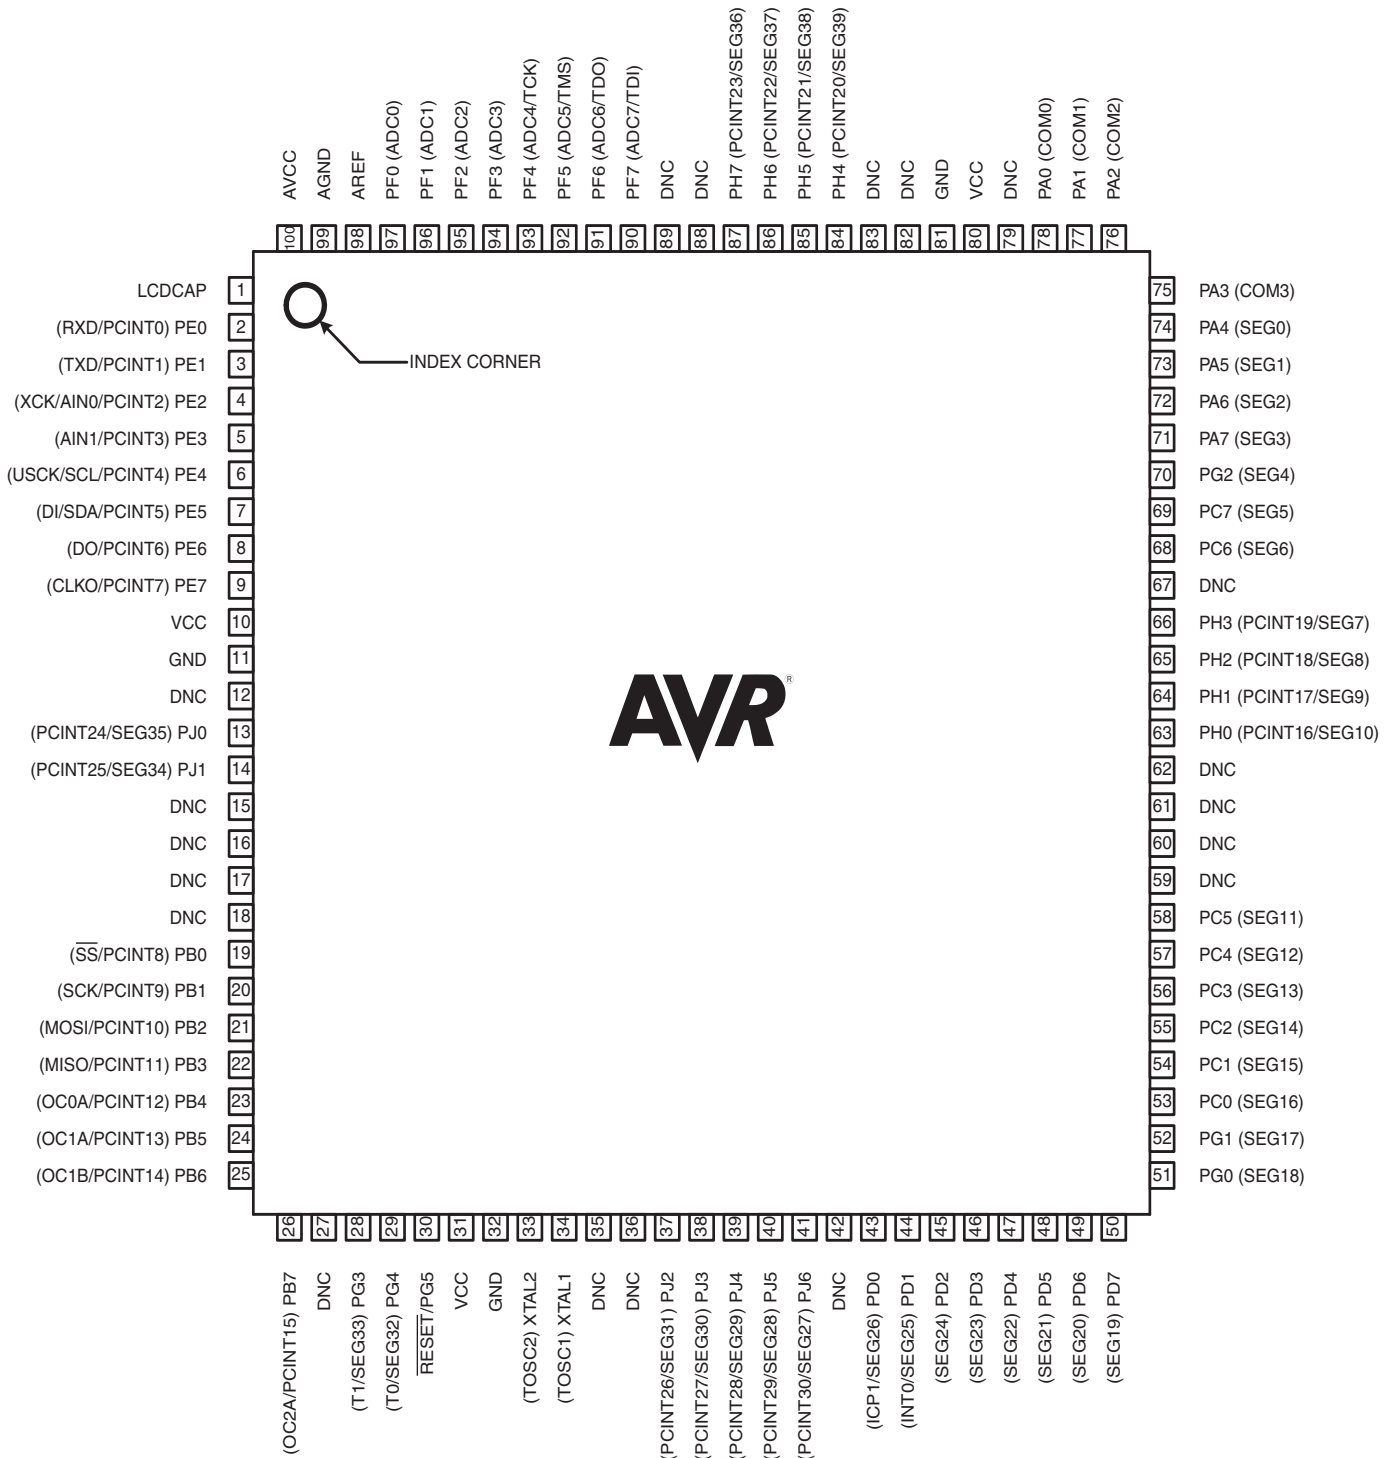 AVCC
AGND
AREF
PF0 (ADC0)
PF1 (ADC1)
PF2 (ADC2)
PF3 (ADC3)
PF4 (ADC4/TCK)
PF5 (ADC5/TMS)
PF6 (ADC6/TDO)
PF7 (ADC7/TDI)
DNC
DNC
PH7 (PCINT23/SEG36)
PH6 (PCINT22/SEG37)
PH5 (PCINT21/SEG38)
PH4 (PCINT20/SEG39)
DNC
DNC
GND
VCC
DNC
PA0 (COM0)
PA1 (COM1)
PA2 (COM2)
100 99 98 97 96 95 94 93 92 91 90 89 88 87 86 85 84 83 82 81 80 79 78 77 76
LCDCAP 1
(RXD/PCINT0) PE0 2
(TXD/PCINT1) PE1 3
(XCK/AIN0/PCINT2) PE2 4
(AIN1/PCINT3) PE3 5
(USCK/SCL/PCINT4) PE4 6
(DI/SDA/PCINT5) PE5 7
(DO/PCINT6) PE6 8
(CLKO/PCINT7) PE7 9
VCC 10
GND 11
DNC 12
(PCINT24/SEG35) PJ0 13
(PCINT25/SEG34) PJ1 14
DNC 15
DNC 16
DNC 17
DNC 18
(SS/PCINT8) PB0 19
(SCK/PCINT9) PB1 20
(MOSI/PCINT10) PB2 21
(MISO/PCINT11) PB3 22
(OC0A/PCINT12) PB4 23
(OC1A/PCINT13) PB5 24
(OC1B/PCINT14) PB6 25
INDEX CORNER
AVR®
75 PA3 (COM3)
74 PA4 (SEG0)
73 PA5 (SEG1)
72 PA6 (SEG2)
71 PA7 (SEG3)
70 PG2 (SEG4)
69 PC7 (SEG5)
68 PC6 (SEG6)
67 DNC
66 PH3 (PCINT19/SEG7)
65 PH2 (PCINT18/SEG8)
64 PH1 (PCINT17/SEG9)
63 PH0 (PCINT16/SEG10)
62 DNC
61 DNC
60 DNC
59 DNC
58 PC5 (SEG11)
57 PC4 (SEG12)
56 PC3 (SEG13)
55 PC2 (SEG14)
54 PC1 (SEG15)
53 PC0 (SEG16)
52 PG1 (SEG17)
51 PG0 (SEG18)
26 27 28 29 30 31 32 33 34 35 36 37 38 39 40 41 42 43 44 45 46 47 48 49 50
(OC2A/PCINT15) PB7
DNC
(T1/SEG33) PG3
(T0/SEG32) PG4
RESET/PG5
VCC
GND
(TOSC2) XTAL2
(TOSC1) XTAL1
DNC
DNC
(PCINT26/SEG31) PJ2
(PCINT27/SEG30) PJ3
(PCINT28/SEG29) PJ4
(PCINT29/SEG28) PJ5
(PCINT30/SEG27) PJ6
DNC
(ICP1/SEG26) PD0
(INT0/SEG25) PD1
(SEG24) PD2
(SEG23) PD3
(SEG22) PD4
(SEG21) PD5
(SEG20) PD6
(SEG19) PD7